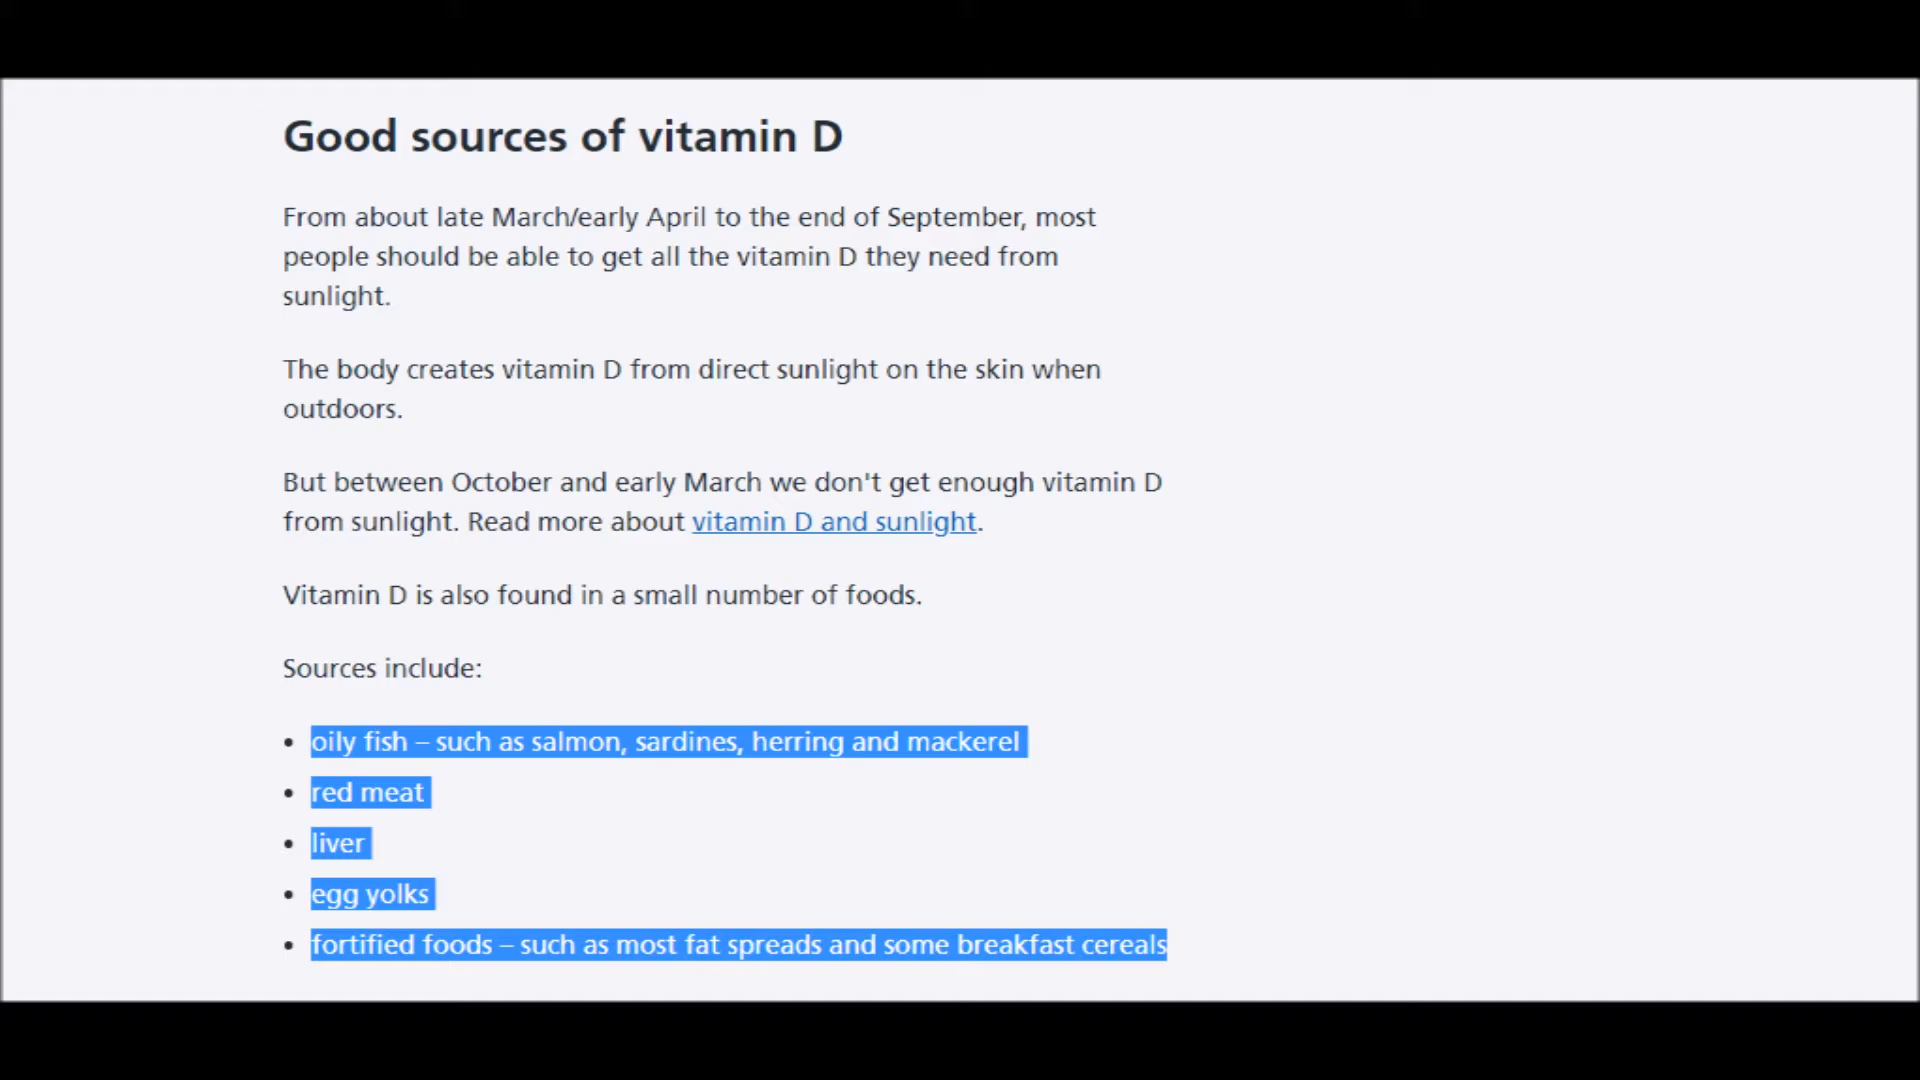 Good sources of vitamin D
From about late March/early April to the end of September, most
people should be able to get all the vitamin D they need from
sunlight.
The body creates vitamin D from direct sunlight on the skin when
outdoors.
But between October and early March we don't get enough vitamin D
from sunlight. Read more about vitamin D and sunlight.
Vitamin D is also found in a small number of foods.
Sources include:
• oily fish – such as salmon, sardines, herring and mackerel
• red meat
• liver
• egg yolks
• fortified foods – such as most fat spreads and some breakfast cereals